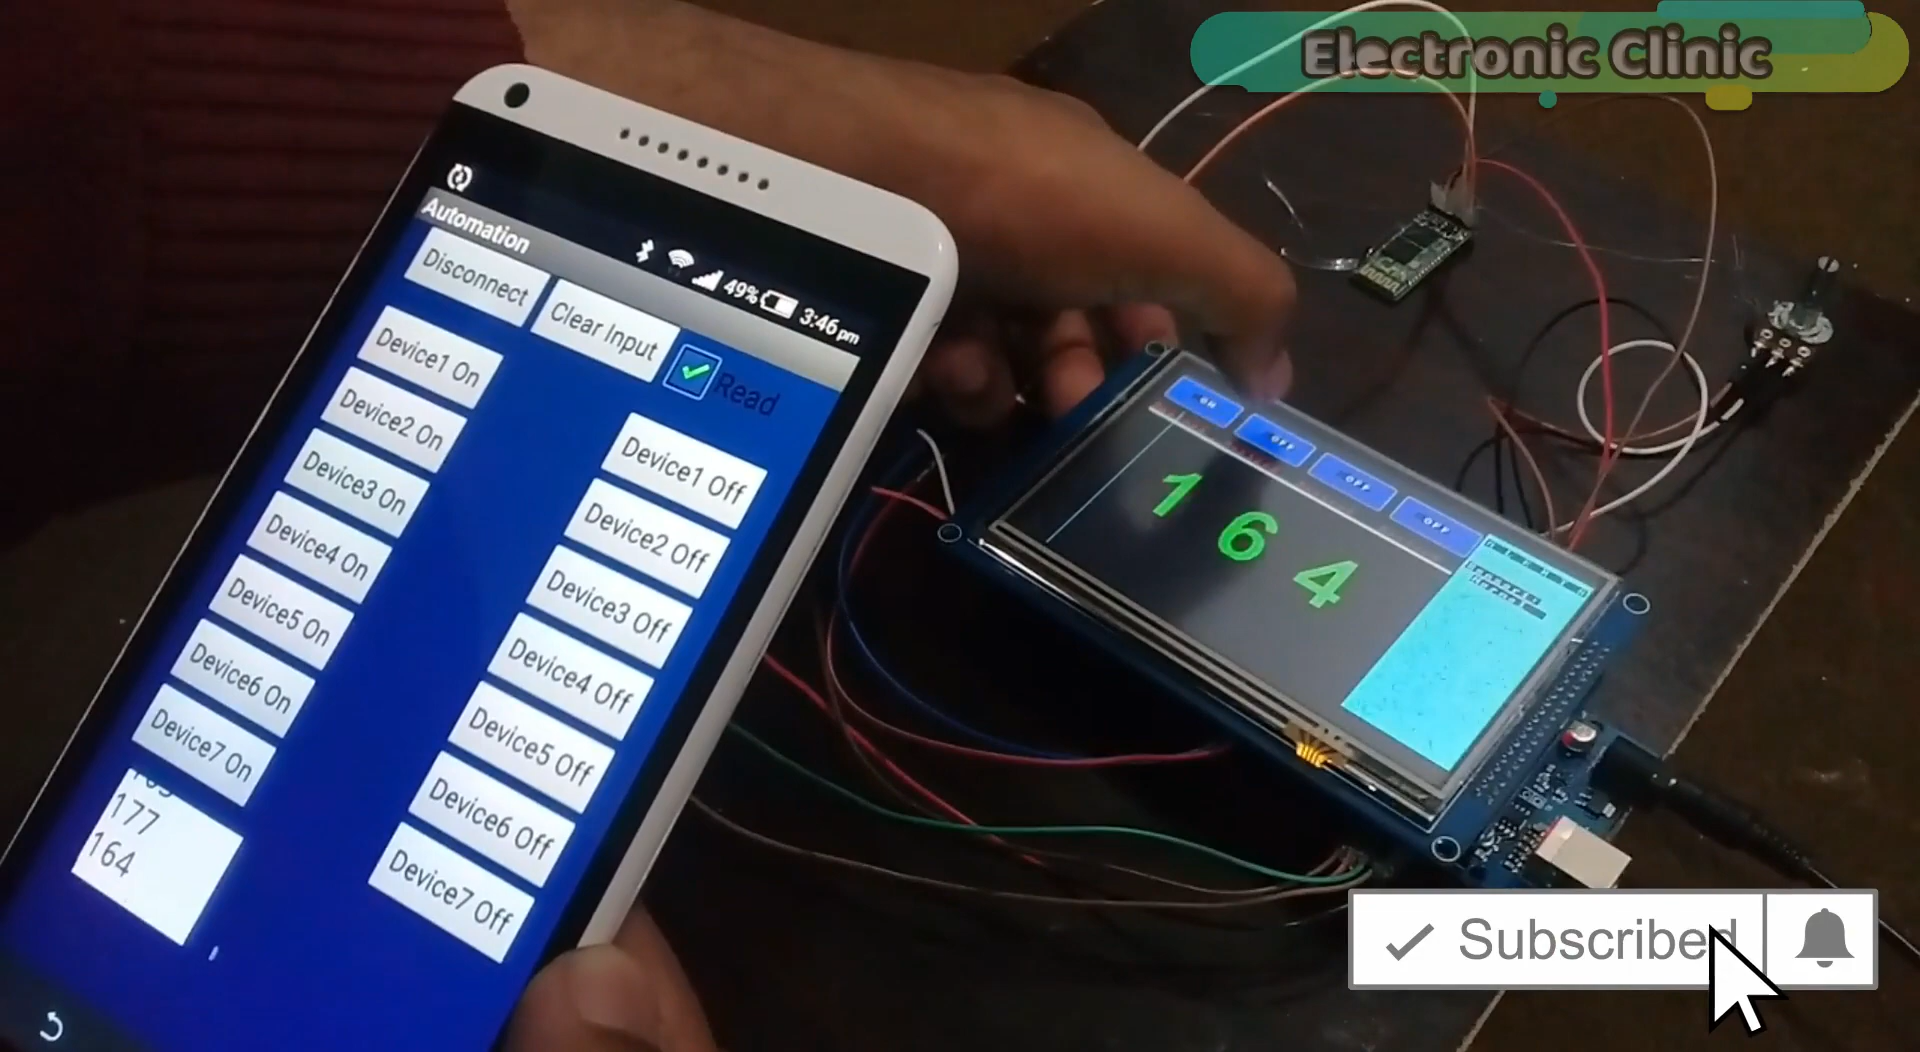 Electronic Clinic
Automation
49% 3:46 pm
Disconnect
Clear Input
Read
Device1 On
Device2 On
Device3 On
Device4 On
Device5 On
Device6 On
Device7 On
Device1 Off
Device2 Off
Device3 Off
Device4 Off
Device5 Off
Device6 Off
Device7 Off
177
164
ON
OFF
OFF
OFF
1 6 4
Subscribed